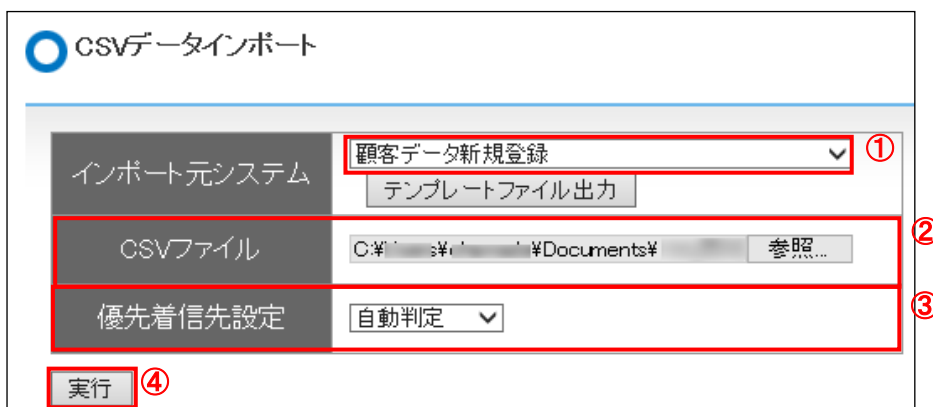 CSVデータインポート
インポート元システム
顧客データ新規登録
①
テンプレートファイル出力
②
CSVファイル
C:¥ ¥ ¥Documents¥
参照...
③
優先着信先設定
自動判定
実行
④